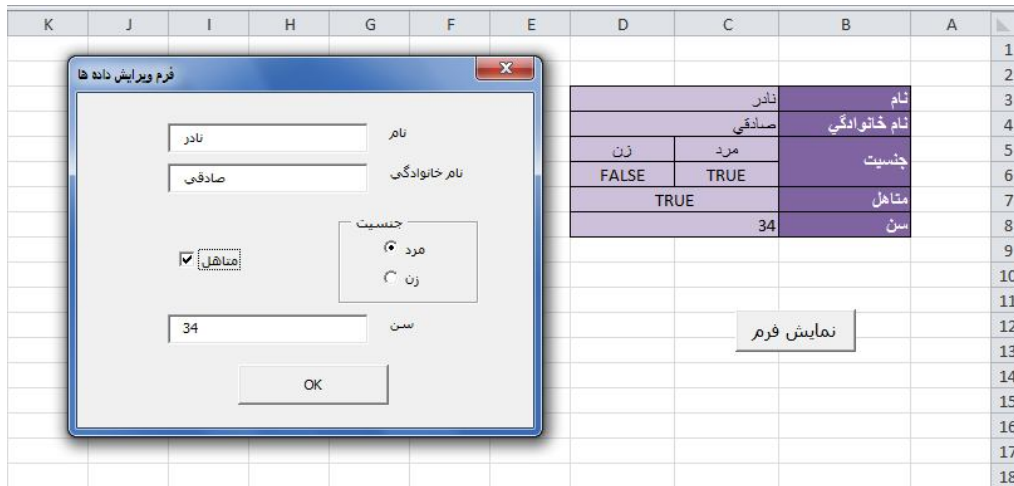 K J I H G F E D C B A
1
2
3
4
5
6
7
8
9
10
11
12
13
14
15
16
17
18
نام نادر
نام خانوادگي صادقي
جنسيت مرد زن
TRUE FALSE
متاهل TRUE
سن 34
نمایش فرم
فرم ویرایش داده ها
نام نادر
نام خانوادگی صادقی
جنسیت
مرد
زن
متاهل
سن 34
OK